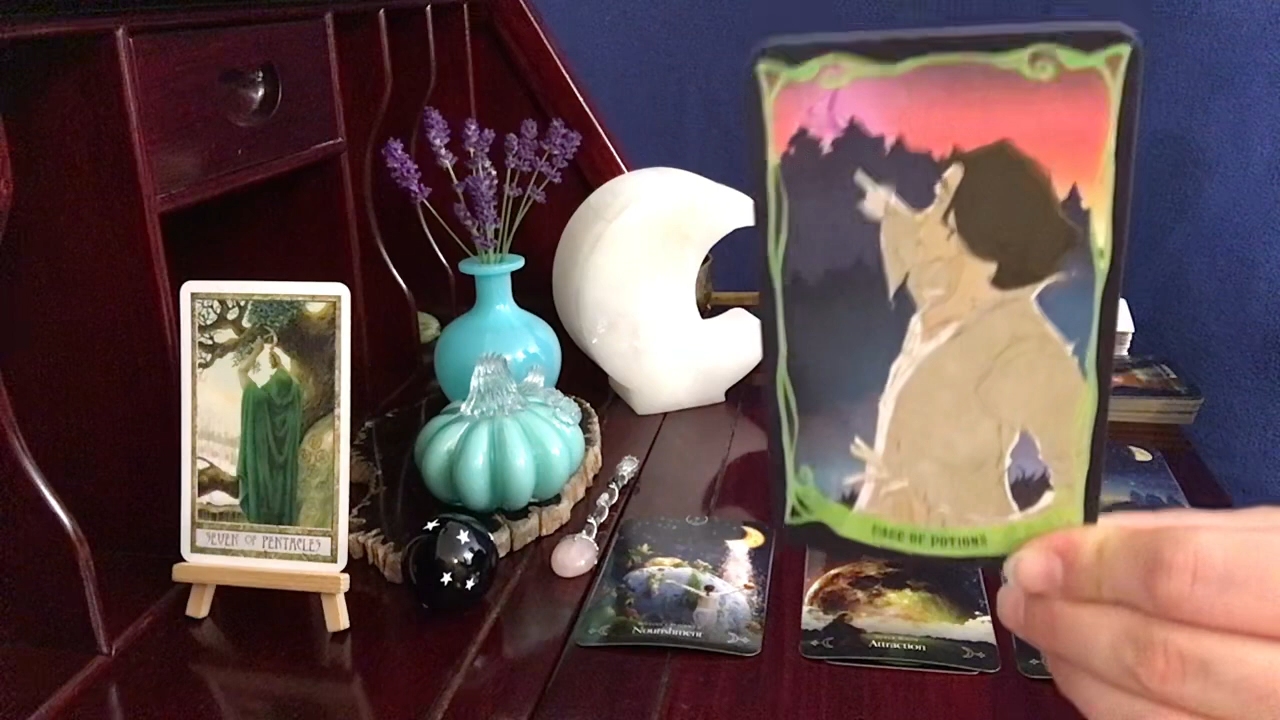 SEVEN OF PENTACLES
PAGE OF POTIONS
Nourishment
Attraction